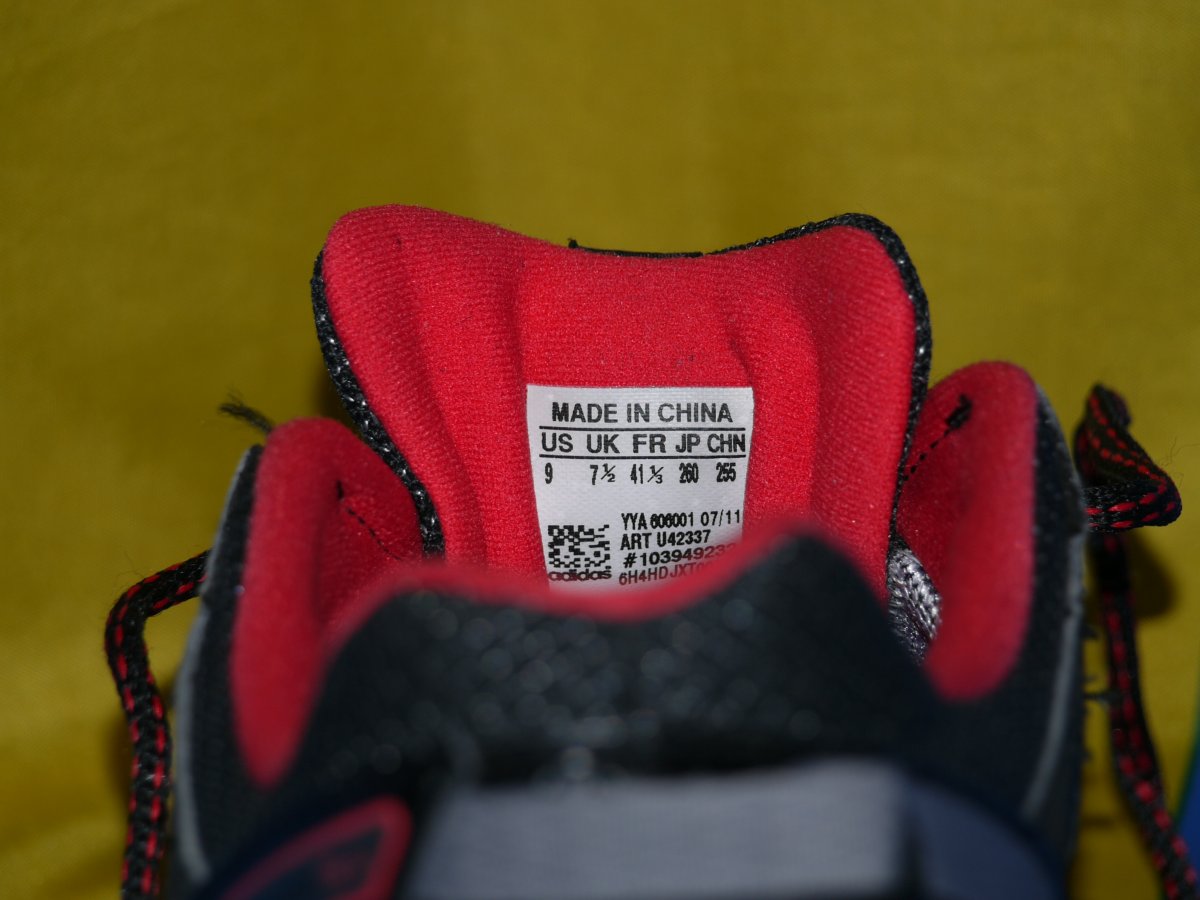 MADE IN CHINA
US UK FR JP CHN
9 7½ 41⅓ 260 255
YYA 606001 07/11
ART U42337
adidas